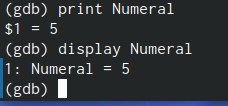 (gdb) print Numeral
$1 = 5
(gdb) display Numeral
1: Numeral = 5
(gdb)